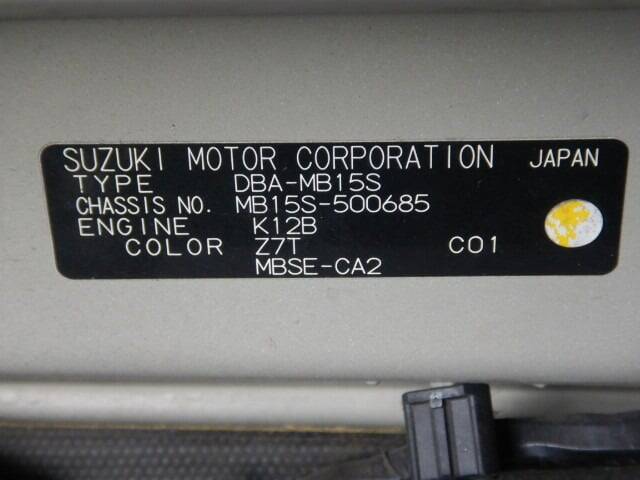 SUZUKI MOTOR CORPORATION JAPAN
TYPE DBA-MB15S
CHASSIS NO. MB15S-500685
ENGINE K12B
COLOR Z7T C01
MBSE-CA2